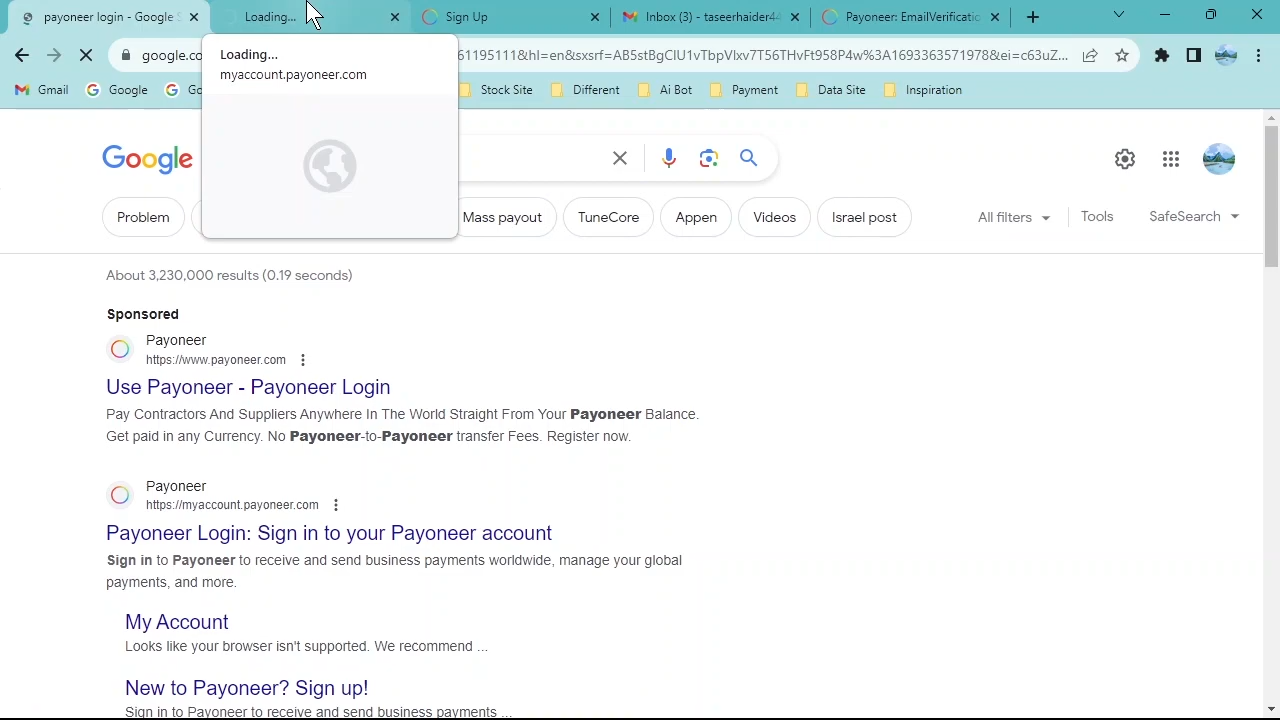 payoneer login - Google S
Loading...
Sign Up
Inbox (3) - taseerhaider44
Payoneer: EmailVerificatic
google.co
61195111&hl=en&sxsrf=AB5stBgCIU1vTbpVlxv7T56THvFt958P4w%3A1693363571978&ei=c63uZ...
Loading...
myaccount.payoneer.com
Gmail
Google
Go
Stock Site
Different
Ai Bot
Payment
Data Site
Inspiration
Google
Problem
Mass payout
TuneCore
Appen
Videos
Israel post
All filters
Tools
SafeSearch
About 3,230,000 results (0.19 seconds)
Sponsored
Payoneer
https://www.payoneer.com
Use Payoneer - Payoneer Login
Pay Contractors And Suppliers Anywhere In The World Straight From Your Payoneer Balance.
Get paid in any Currency. No Payoneer-to-Payoneer transfer Fees. Register now.
Payoneer
https://myaccount.payoneer.com
Payoneer Login: Sign in to your Payoneer account
Sign in to Payoneer to receive and send business payments worldwide, manage your global
payments, and more.
My Account
Looks like your browser isn't supported. We recommend ...
New to Payoneer? Sign up!
Sign in to Payoneer to receive and send business payments ...